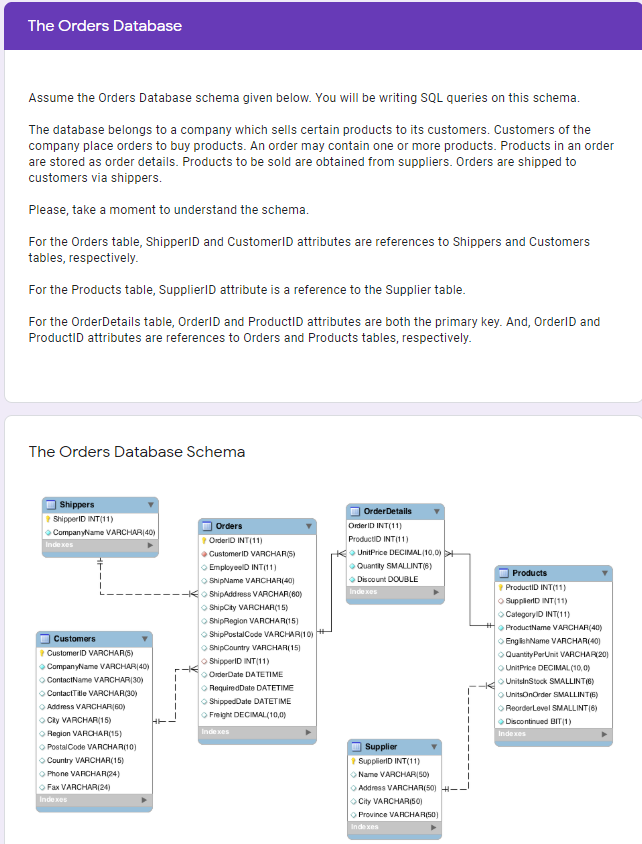 The Orders Database
Assume the Orders Database schema given below. You will be writing SQL queries on this schema.
The database belongs to a company which sells certain products to its customers. Customers of the
company place orders to buy products. An order may contain one or more products. Products in an order
are stored as order details. Products to be sold are obtained from suppliers. Orders are shipped to
customers via shippers.
Please, take a moment to understand the schema.
For the Orders table, ShipperID and CustomerID attributes are references to Shippers and Customers
tables, respectively.
For the Products table, SupplierID attribute is a reference to the Supplier table.
For the OrderDetails table, OrderID and ProductID attributes are both the primary key. And, OrderID and
ProductID attributes are references to Orders and Products tables, respectively.
The Orders Database Schema
Shippers
ShipperID INT(11)
CompanyName VARCHAR(40)
Indexes
Orders
OrderID INT(11)
CustomerID VARCHAR(5)
EmployeeID INT(11)
ShipName VARCHAR(40)
ShipAddress VARCHAR(60)
ShipCity VARCHAR(15)
ShipRegion VARCHAR(15)
ShipPostalCode VARCHAR(10)
ShipCountry VARCHAR(15)
ShipperID INT(11)
OrderDate DATETIME
RequiredDate DATETIME
ShippedDate DATETIME
Freight DECIMAL(10,0)
Indexes
OrderDetails
OrderID INT(11)
ProductID INT(11)
UnitPrice DECIMAL(10,0)
Quantity SMALLINT(6)
Discount DOUBLE
Indexes
Products
ProductID INT(11)
SupplierID INT(11)
CategoryID INT(11)
ProductName VARCHAR(40)
EnglishName VARCHAR(40)
QuantityPerUnit VARCHAR(20)
UnitPrice DECIMAL(10,0)
UnitsInStock SMALLINT(6)
UnitsOnOrder SMALLINT(6)
ReorderLevel SMALLINT(6)
Discontinued BIT(1)
Indexes
Customers
CustomerID VARCHAR(5)
CompanyName VARCHAR(40)
ContactName VARCHAR(30)
ContactTitle VARCHAR(30)
Address VARCHAR(60)
City VARCHAR(15)
Region VARCHAR(15)
PostalCode VARCHAR(10)
Country VARCHAR(15)
Phone VARCHAR(24)
Fax VARCHAR(24)
Indexes
Supplier
SupplierID INT(11)
Name VARCHAR(50)
Address VARCHAR(50)
City VARCHAR(50)
Province VARCHAR(50)
Indexes